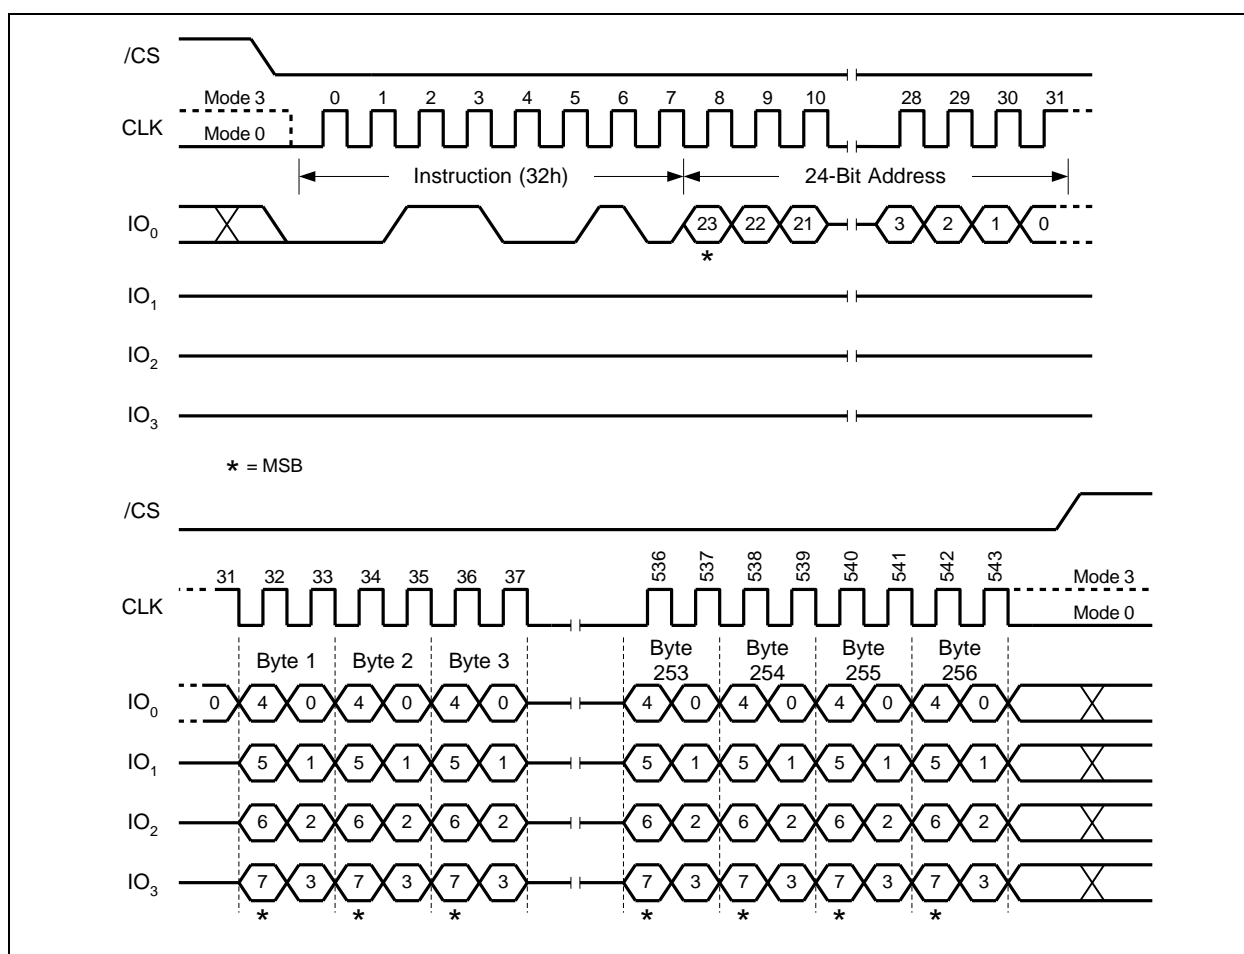 /CS
Mode 3 0 1 2 3 4 5 6 7 8 9 10 28 29 30 31
CLK Mode 0
Instruction (32h) 24-Bit Address
IO0 23 22 21 3 2 1 0
*
IO1
IO2
IO3
* = MSB
/CS
31 32 33 34 35 36 37 536 537 538 539 540 541 542 543 Mode 3
CLK Mode 0
Byte 1 Byte 2 Byte 3 Byte 253 Byte 254 Byte 255 Byte 256
IO0 0 4 0 4 0 4 0 4 0 4 0 4 0 4 0
IO1 5 1 5 1 5 1 5 1 5 1 5 1 5 1
IO2 6 2 6 2 6 2 6 2 6 2 6 2 6 2
IO3 7 3 7 3 7 3 7 3 7 3 7 3 7 3
* * * * * * *